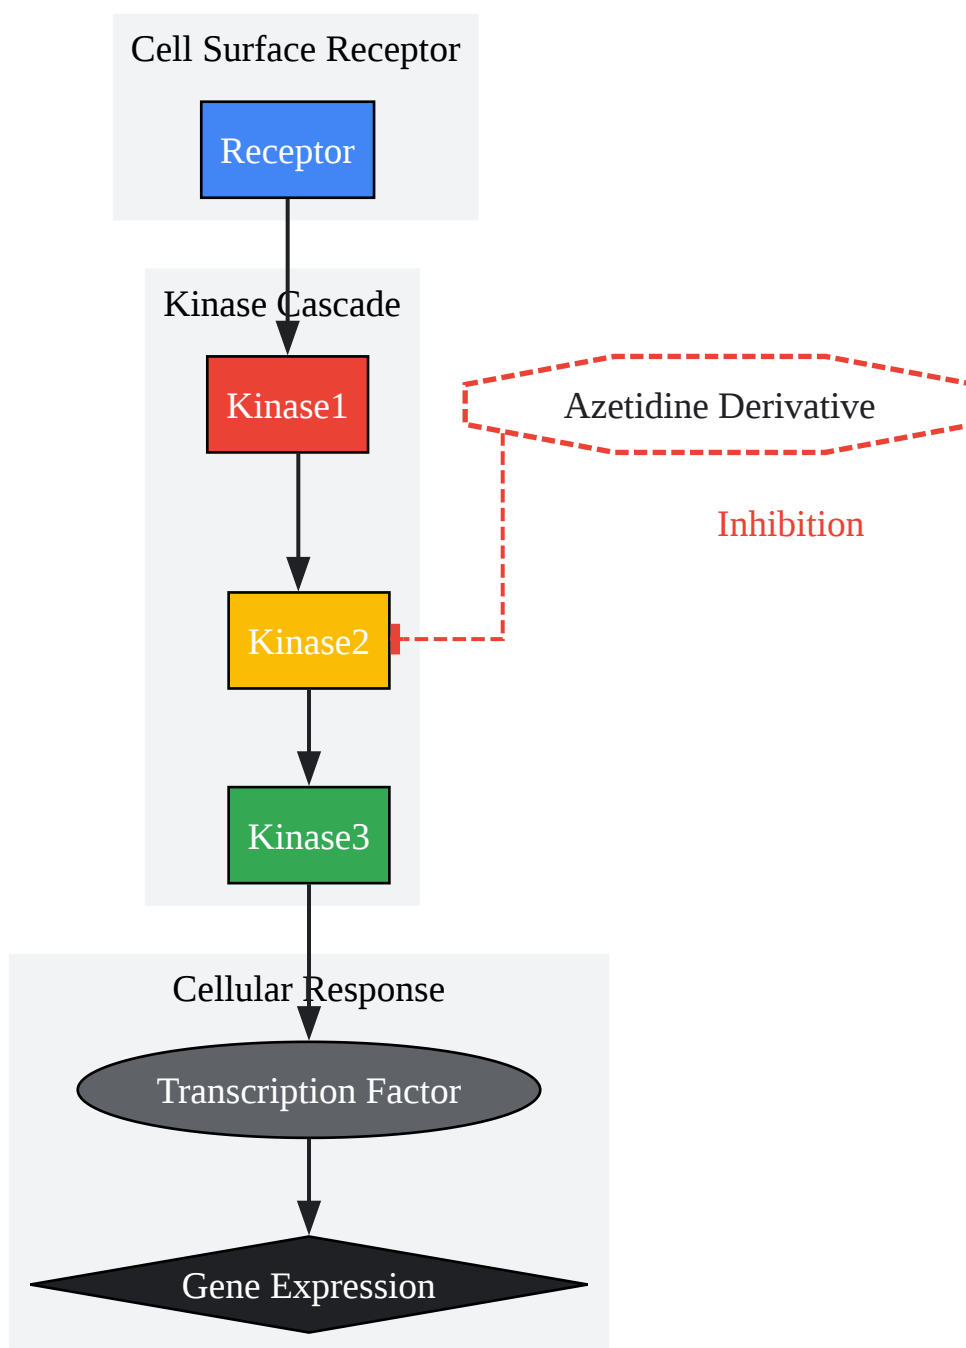 Cell Surface Receptor
Receptor
Kinase Cascade
Kinase1
Azetidine Derivative
Inhibition
Kinase2
Kinase3
Cellular Response
Transcription Factor
Gene Expression